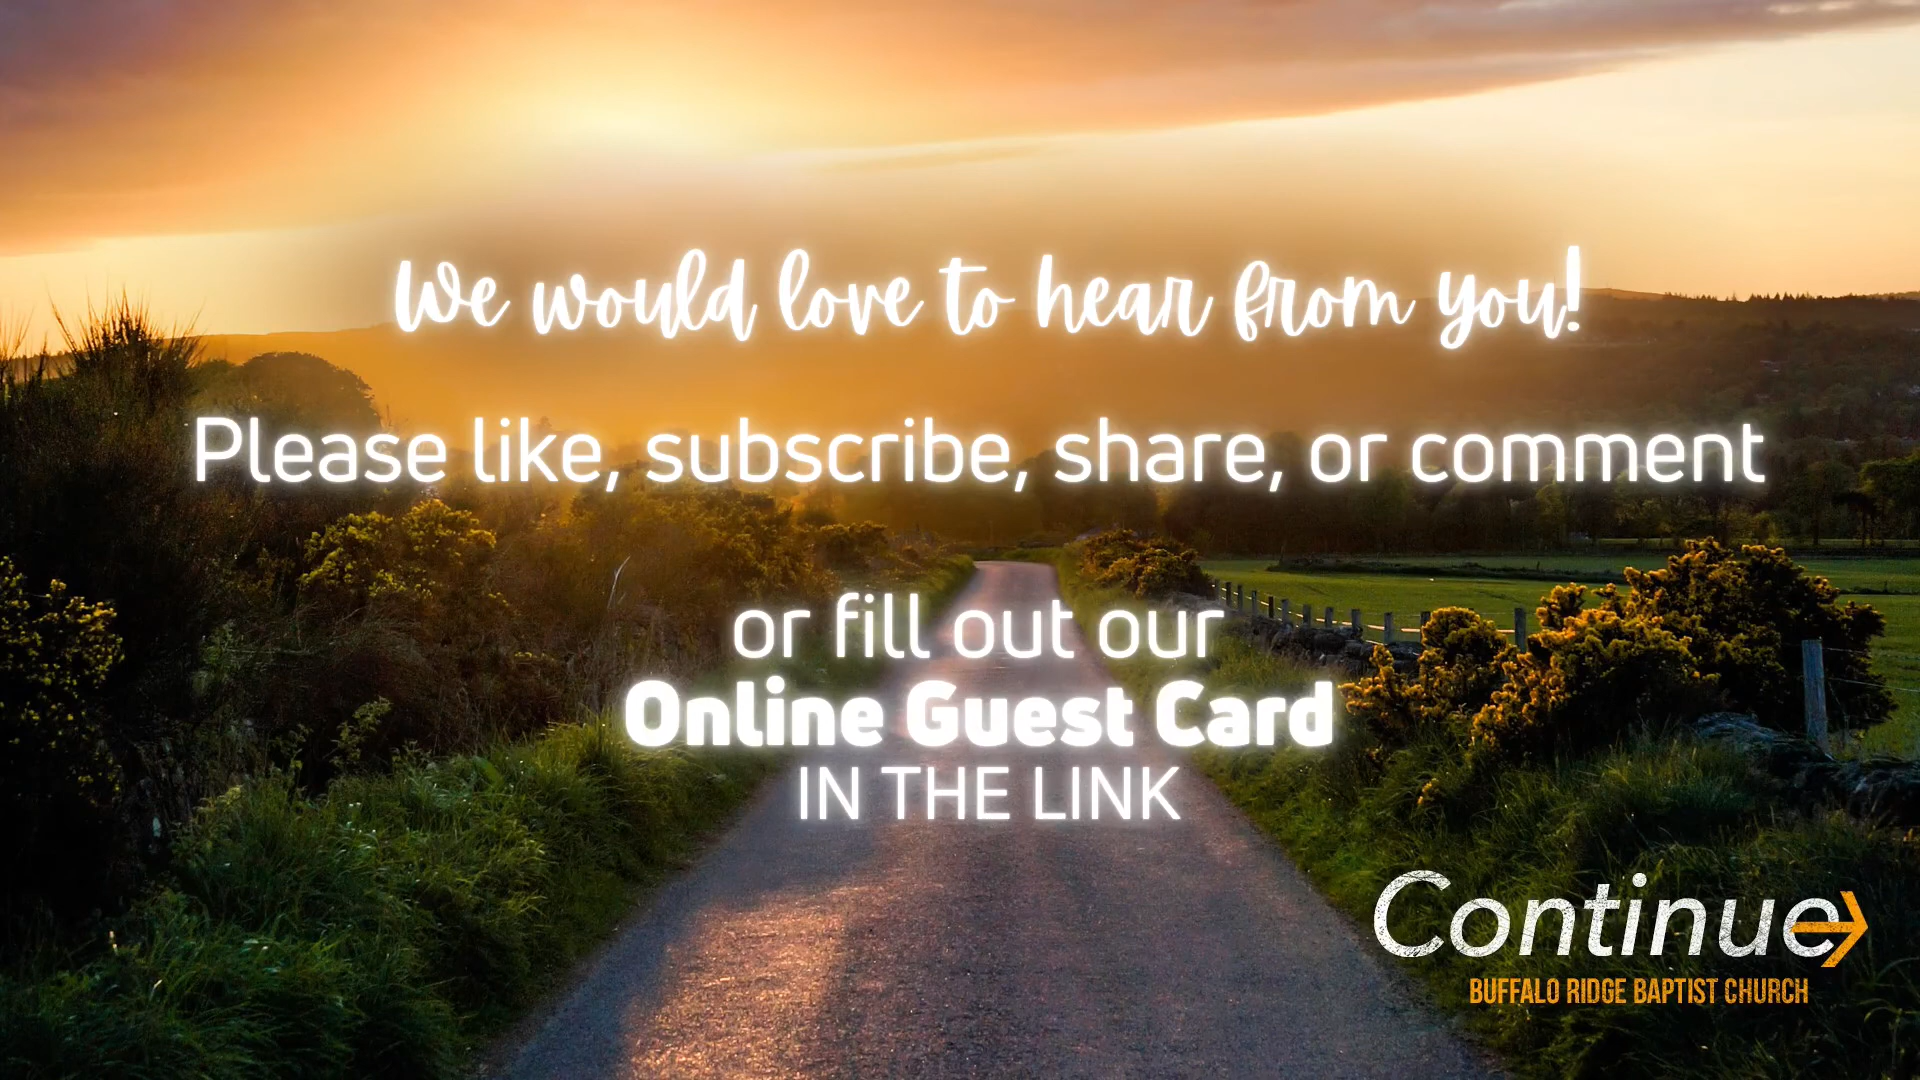 We would love to hear from you!
Please like, subscribe, share, or comment
or fill out our
Online Guest Card
IN THE LINK
Continue
BUFFALO RIDGE BAPTIST CHURCH